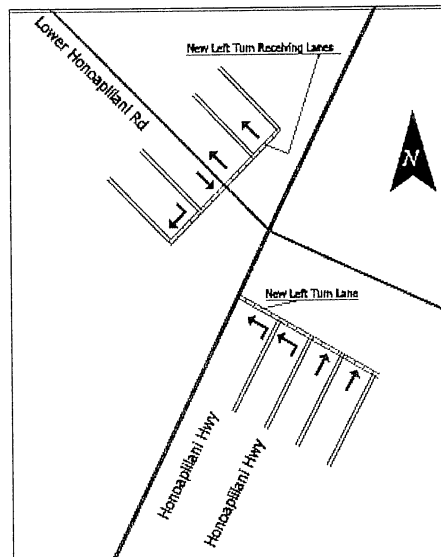 New Left Turn Receiving Lanes
Lower Honoapiilani Rd
N
New Left Turn Lane
Honoapiilani Hwy
Honoapiilani Hwy